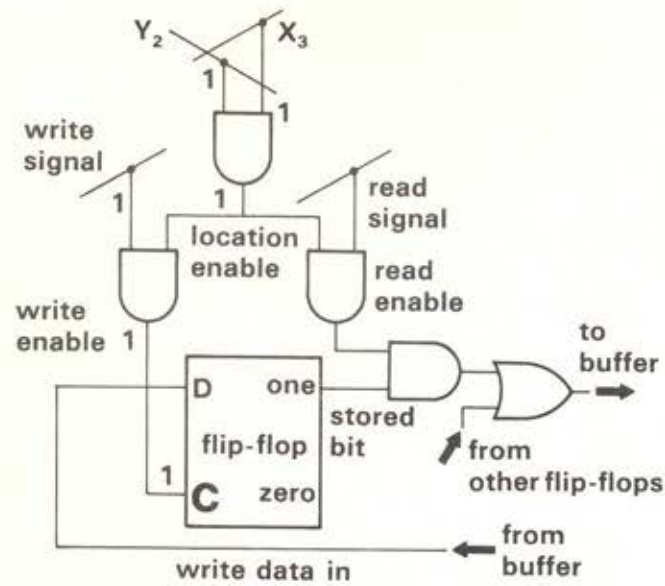 Y₂
X₃
1
1
write
signal
1
1
read
signal
location
enable
read
enable
write
enable
1
to
buffer
D
one
stored
bit
flip-flop
from
other flip-flops
1
C
zero
from
buffer
write data in